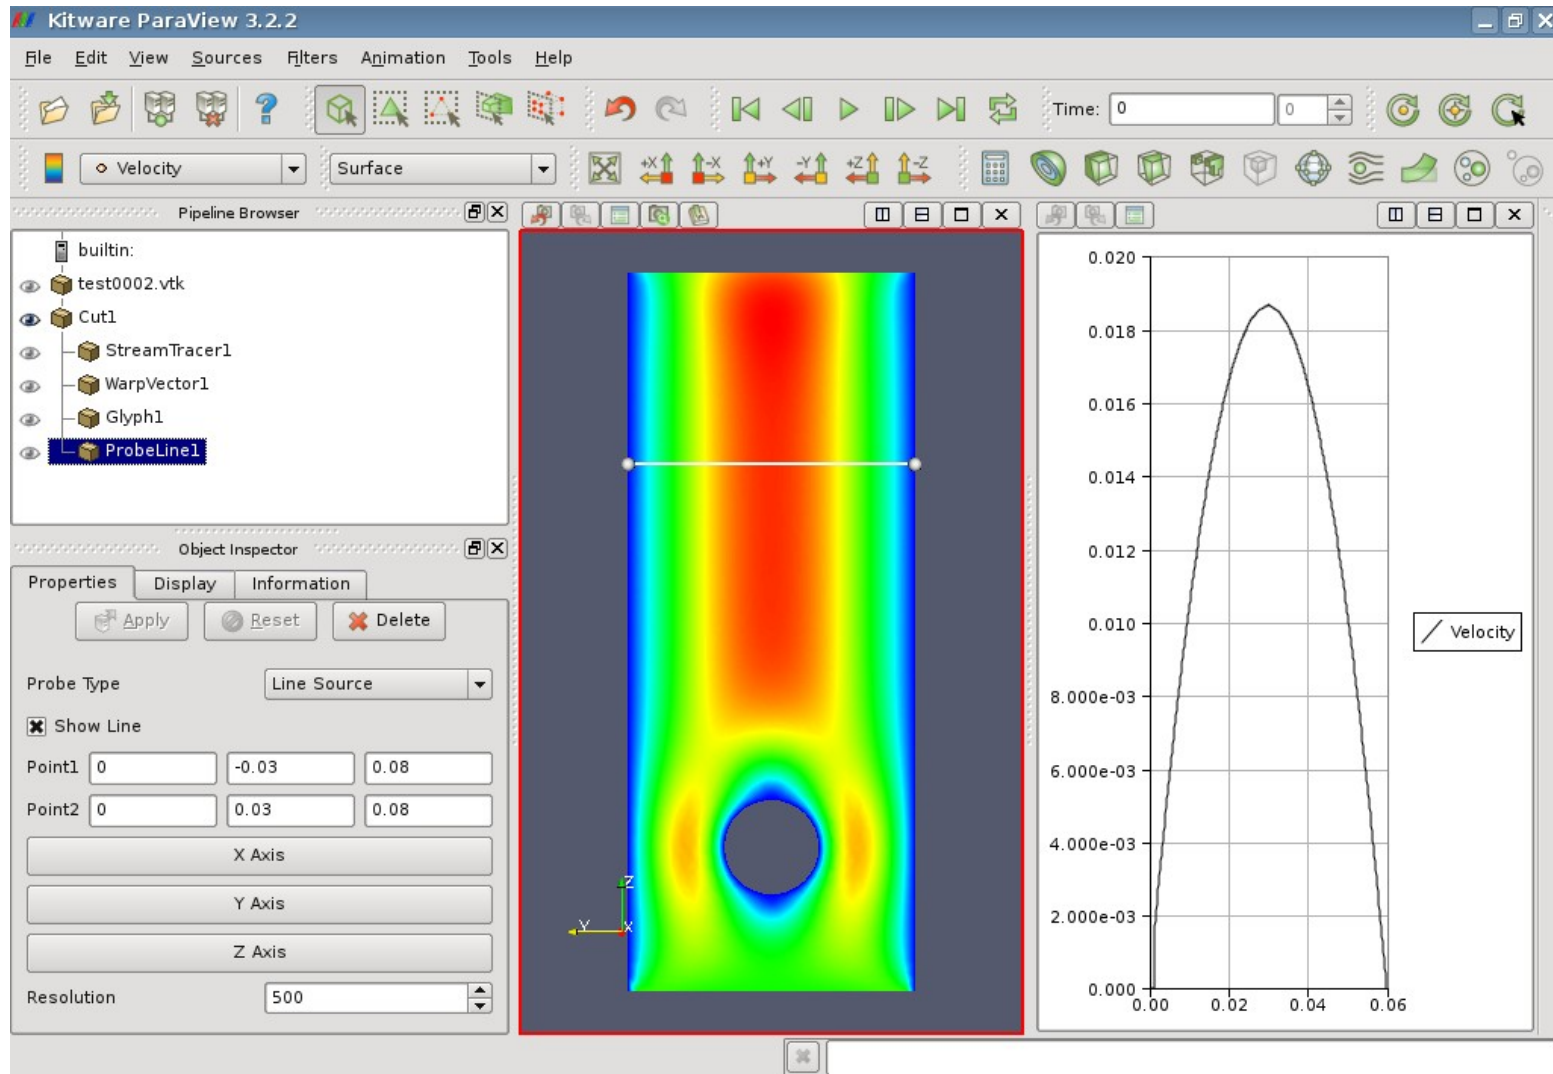 Kitware ParaView 3.2.2
File Edit View Sources Filters Animation Tools Help
Time: 0 0
Velocity Surface +X -X +Y -Y +Z -Z
Pipeline Browser
builtin:
test0002.vtk
Cut1
StreamTracer1
WarpVector1
Glyph1
ProbeLine1
Object Inspector
Properties Display Information
Apply Reset Delete
Probe Type Line Source
Show Line
Point1 0 -0.03 0.08
Point2 0 0.03 0.08
X Axis
Y Axis
Z Axis
Resolution 500
Z
Y X
0.020
0.018
0.016
0.014
0.012
0.010
8.000e-03
6.000e-03
4.000e-03
2.000e-03
0.000
0.00 0.02 0.04 0.06
Velocity